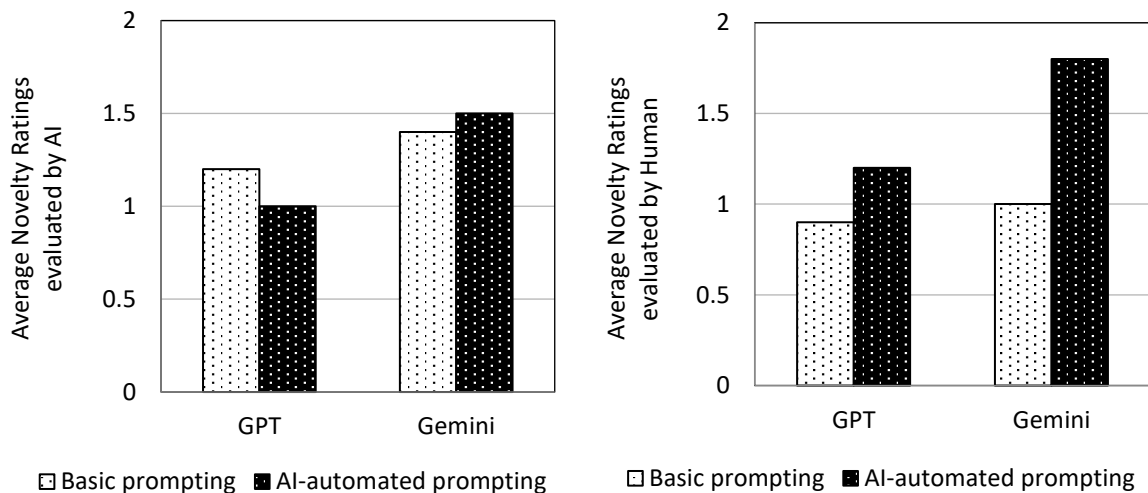 Average Novelty Ratings
evaluated by AI
2
1.5
1
0.5
0
GPT Gemini
Basic prompting AI-automated prompting
Average Novelty Ratings
evaluated by Human
2
1.5
1
0.5
0
GPT Gemini
Basic prompting AI-automated prompting